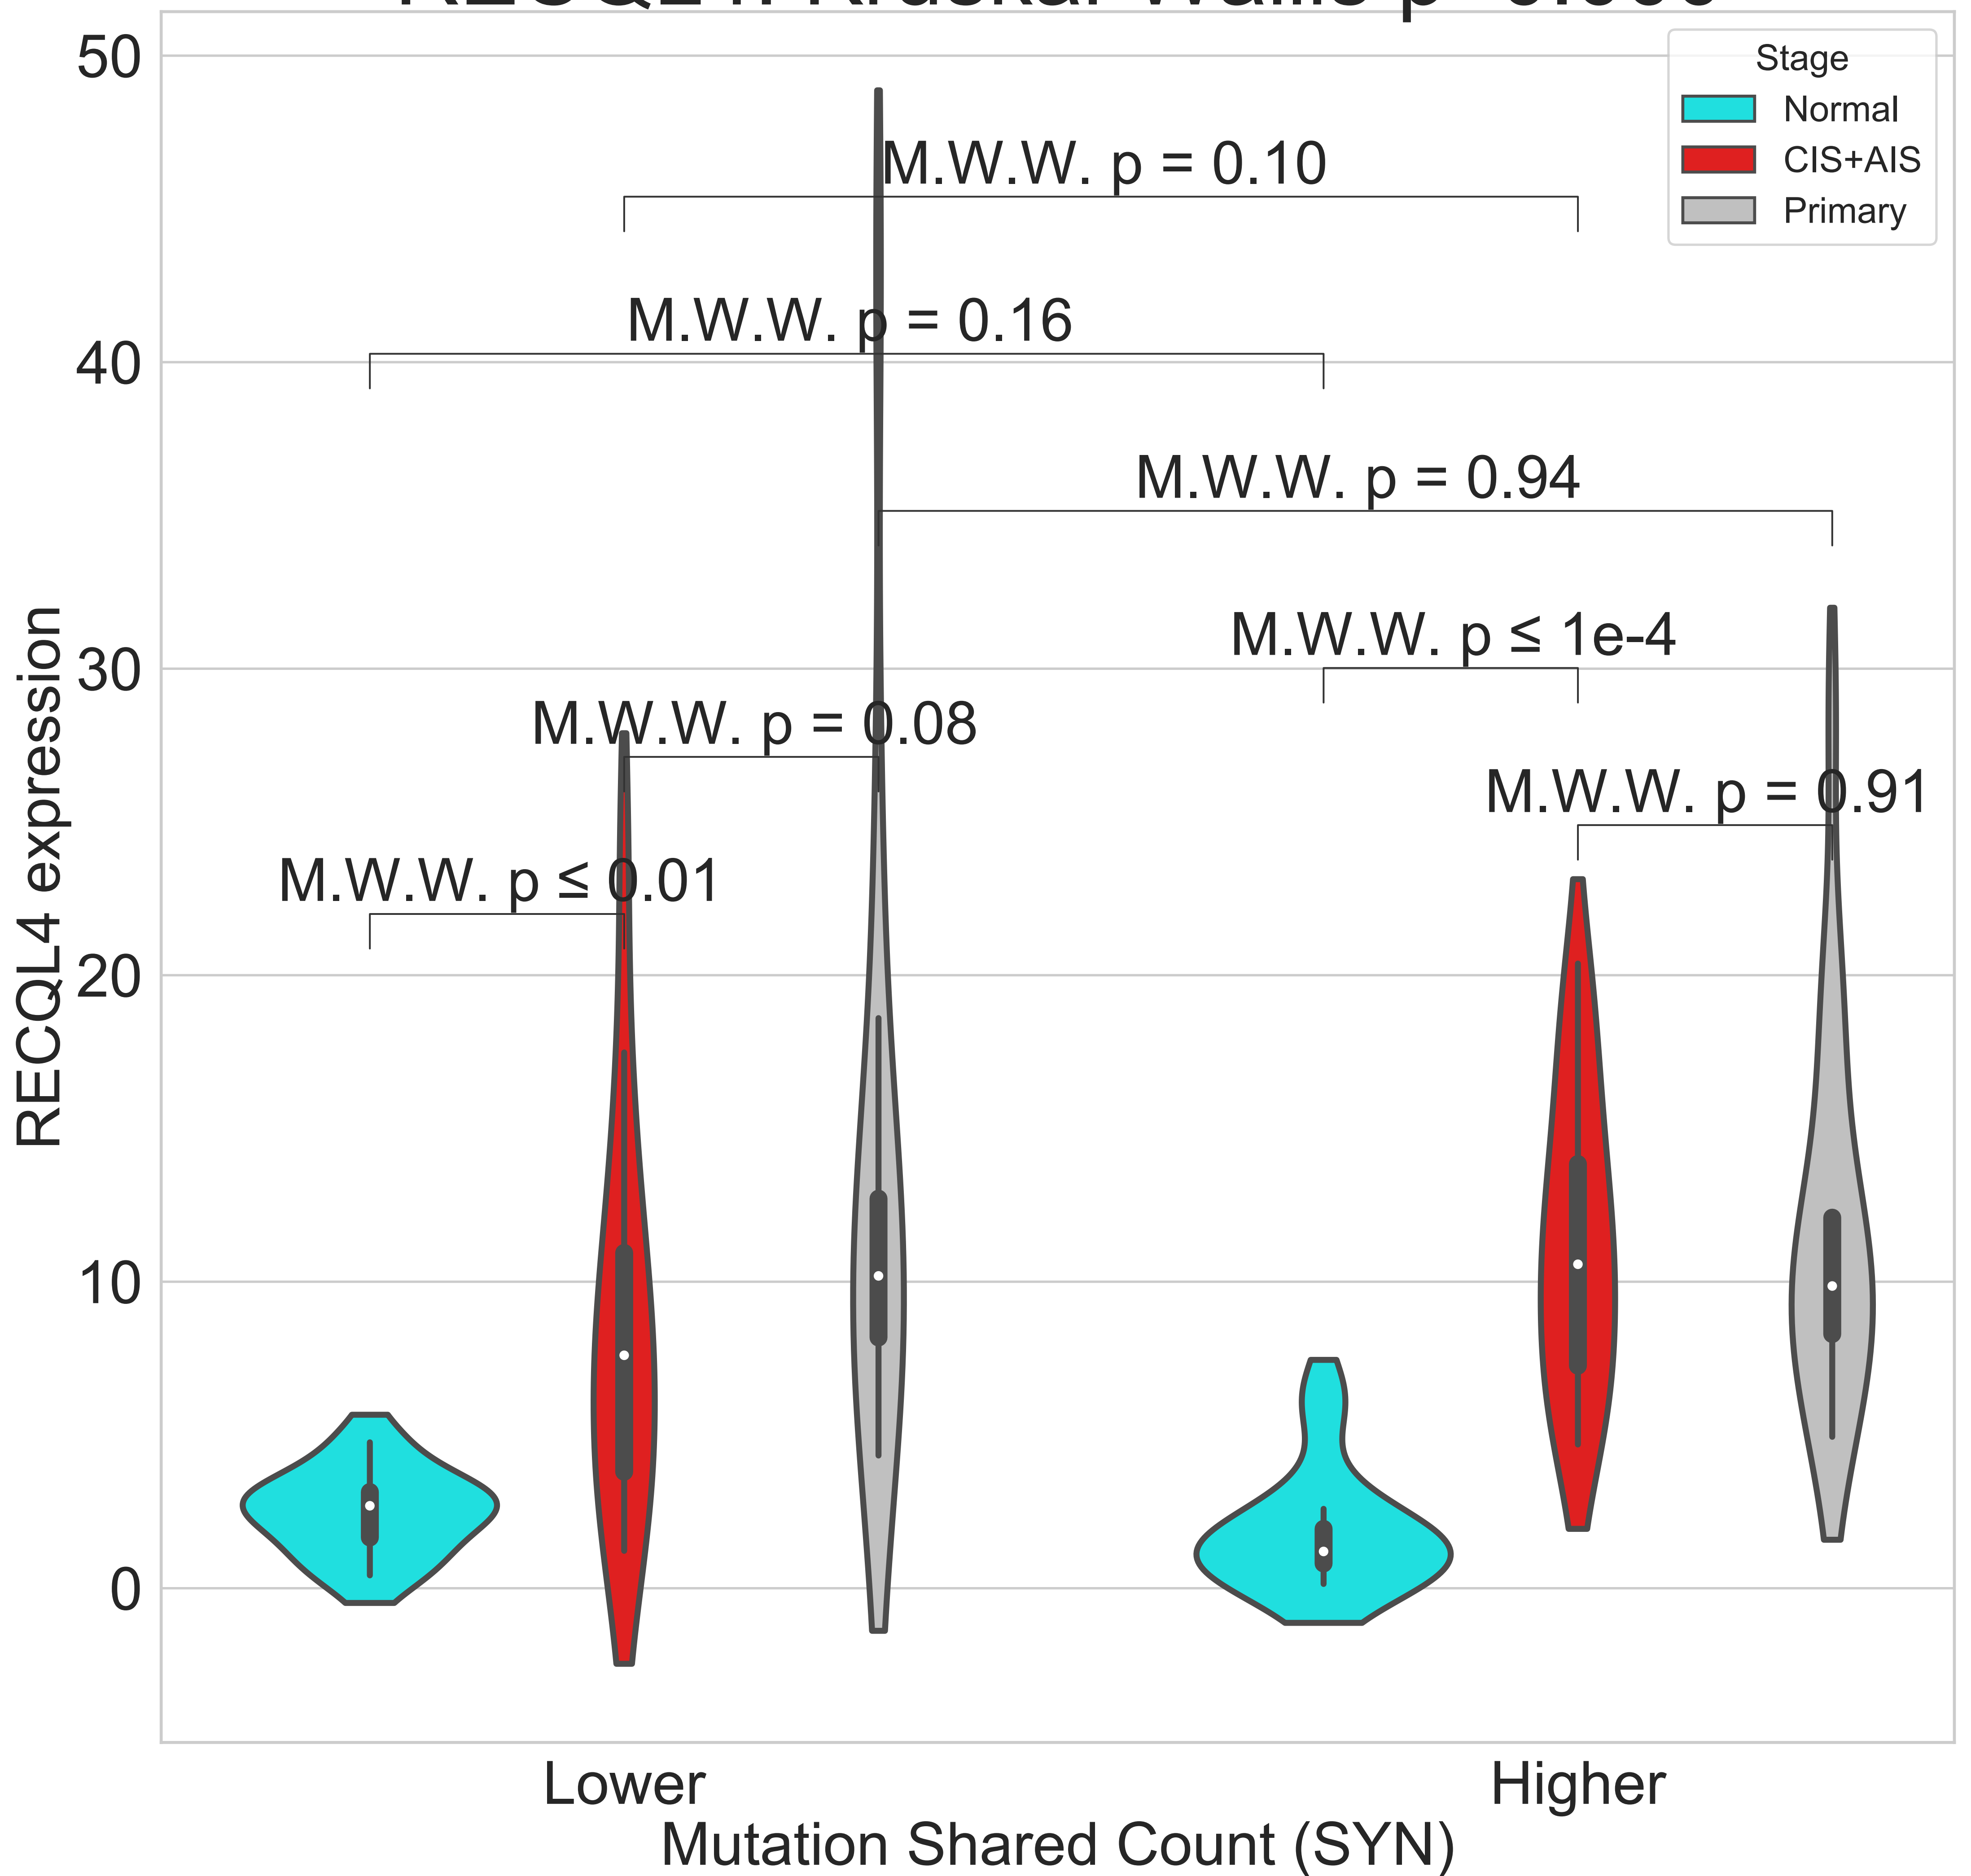 50
40
30
20
10
0
RECQL4 expression
Stage
Normal
CIS+AIS
Primary
M.W.W. p = 0.10
M.W.W. p = 0.16
M.W.W. p = 0.94
M.W.W. p ≤ 1e-4
M.W.W. p = 0.08
M.W.W. p = 0.91
M.W.W. p ≤ 0.01
Lower
Higher
Mutation Shared Count (SYN)